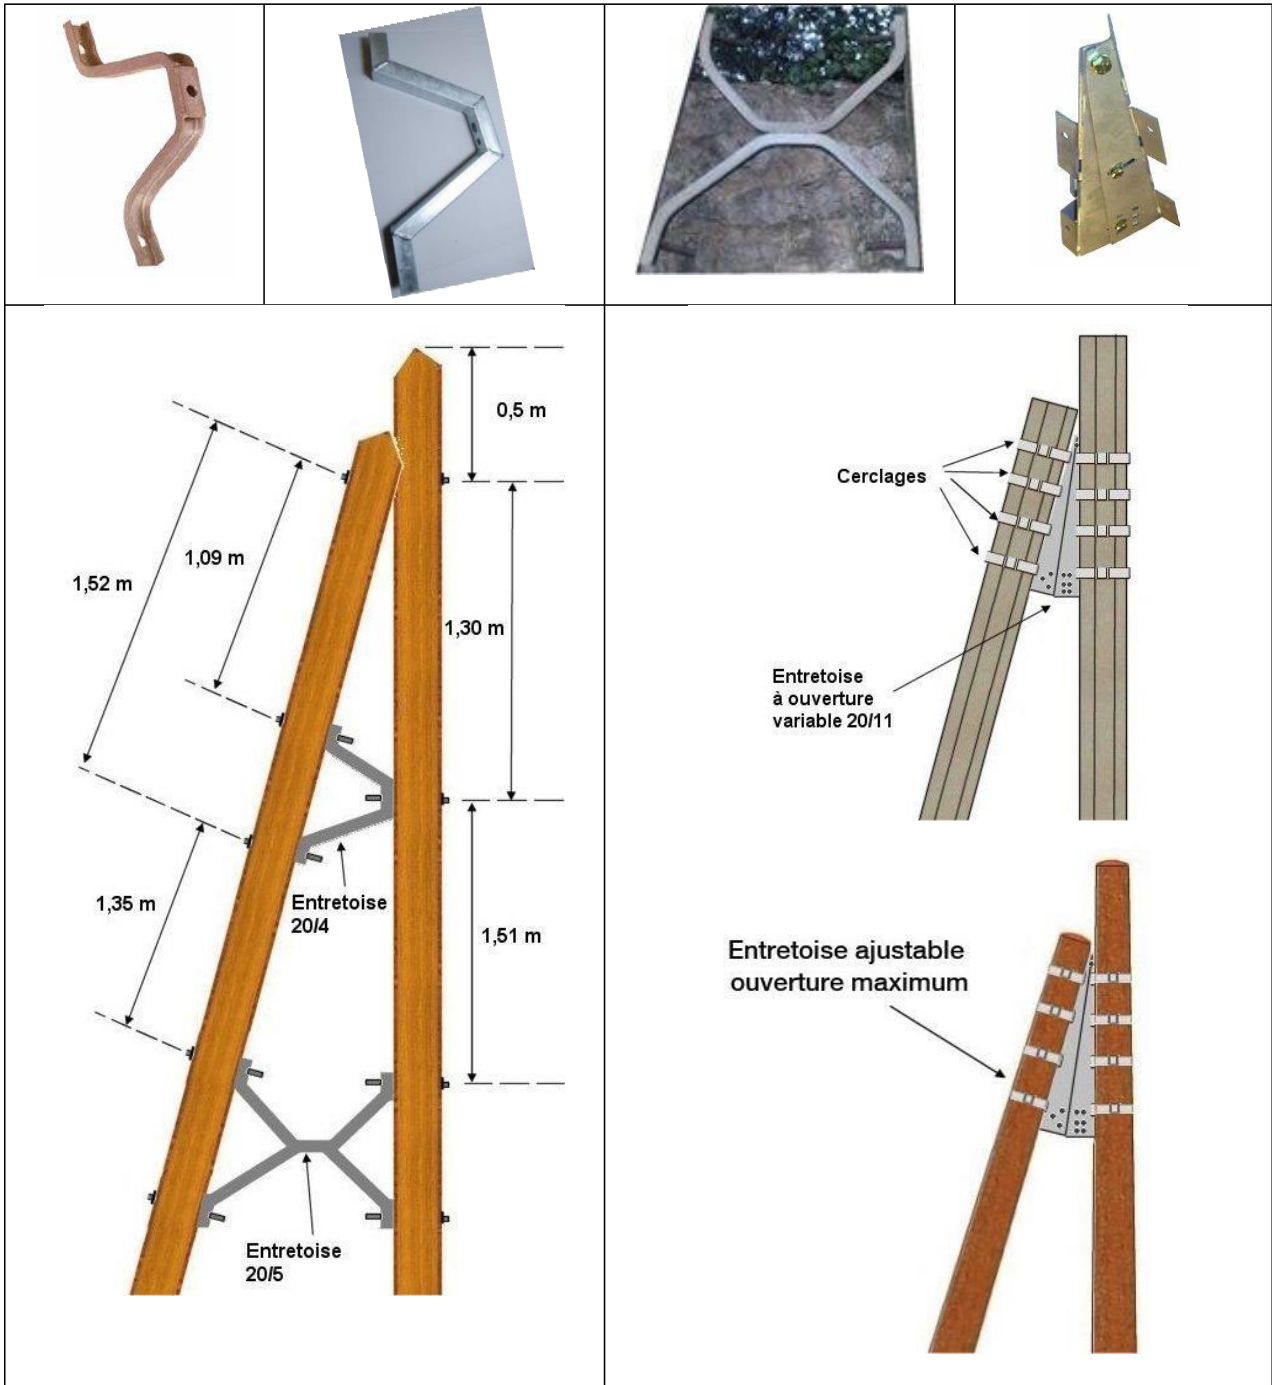 0,5 m
1,09 m
1,52 m
1,30 m
1,35 m
Entretoise
20/4
1,51 m
Entretoise
20/5
Cerclages
Entretoise
à ouverture
variable 20/11
Entretoise ajustable
ouverture maximum